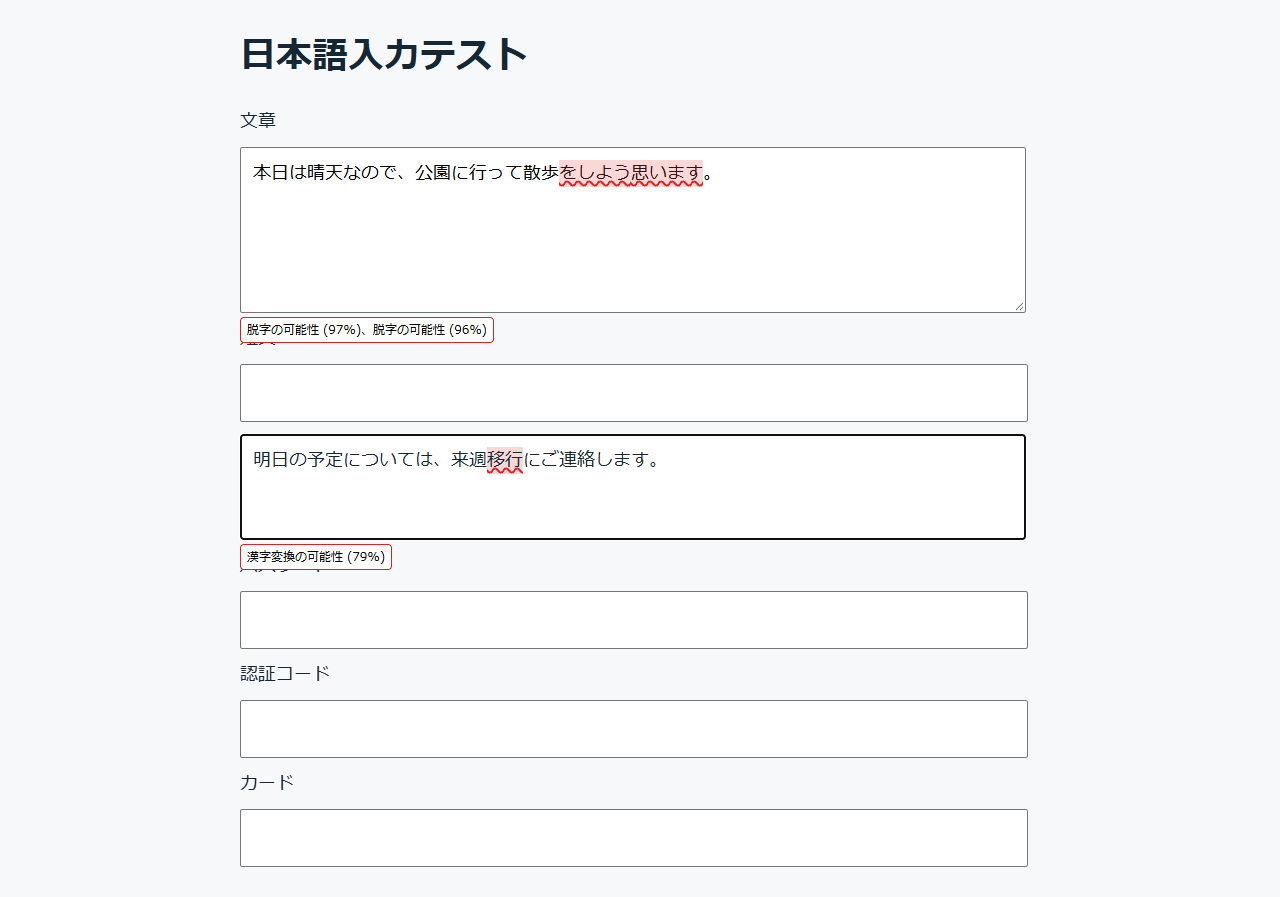 日本語入力テスト
文章
本日は晴天なので、公園に行って散歩をしよう思います。
脱字の可能性 (97%)、脱字の可能性 (96%)
明日の予定については、来週移行にご連絡します。
漢字変換の可能性 (79%)
認証コード
カード